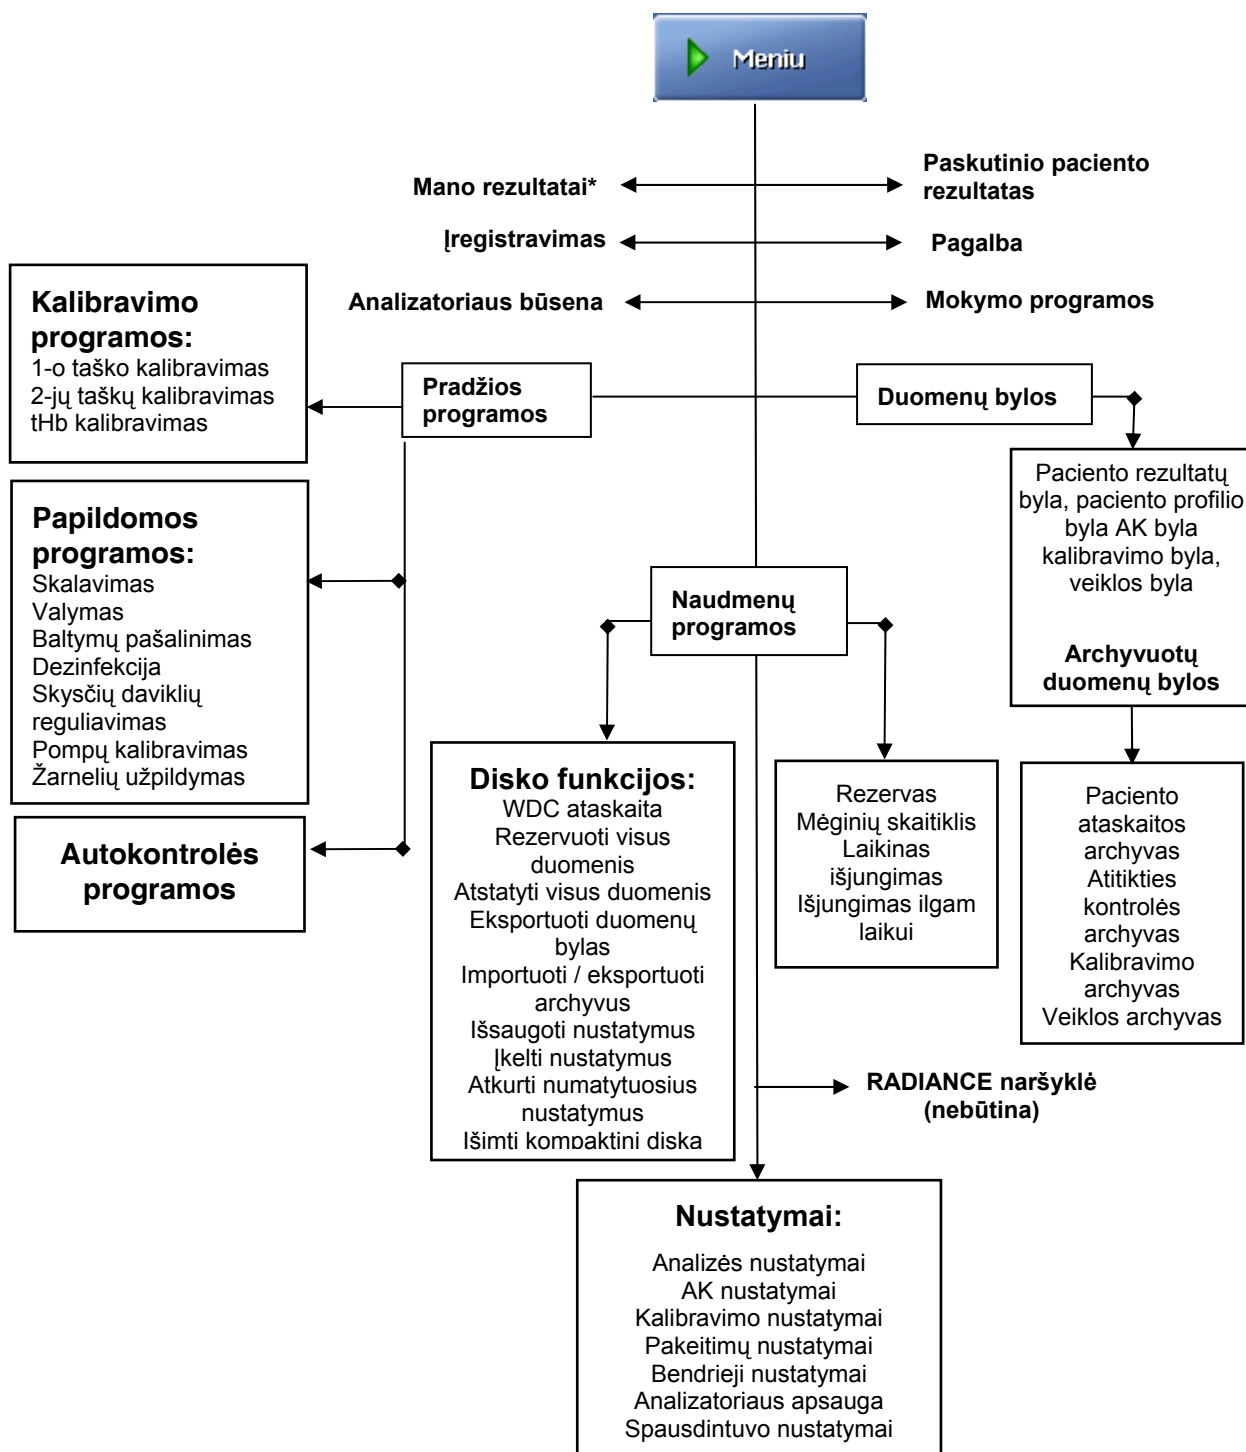 Meniu
Mano rezultatai*
Paskutinio paciento
rezultatas
Įregistravimas
Pagalba
Analizatoriaus būsena
Mokymo programos
Kalibravimo
programos:
1-o taško kalibravimas
2-jų taškų kalibravimas
tHb kalibravimas
Pradžios
programos
Duomenų bylos
Paciento rezultatų
byla, paciento profilio
byla AK byla
kalibravimo byla,
veiklos byla
Archyvuotų
duomenų bylos
Papildomos
programos:
Skalavimas
Valymas
Baltymų pašalinimas
Dezinfekcija
Skysčių daviklių
reguliavimas
Pompų kalibravimas
Žarnelių užpildymas
Naudmenų
programos
Autokontrolės
programos
Disko funkcijos:
WDC ataskaita
Rezervuoti visus
duomenis
Atstatyti visus duomenis
Eksportuoti duomenų
bylas
Importuoti / eksportuoti
archyvus
Išsaugoti nustatymus
Įkelti nustatymus
Atkurti numatytuosius
nustatymus
Išimti kompaktini diska
Rezervas
Mėginių skaitiklis
Laikinas
išjungimas
Išjungimas ilgam
laikui
Paciento
ataskaitos
archyvas
Atitikties
kontrolės
archyvas
Kalibravimo
archyvas
Veiklos archyvas
RADIANCE naršyklė
(nebūtina)
Nustatymai:
Analizės nustatymai
AK nustatymai
Kalibravimo nustatymai
Pakeitimų nustatymai
Bendrieji nustatymai
Analizatoriaus apsauga
Spausdintuvo nustatymai